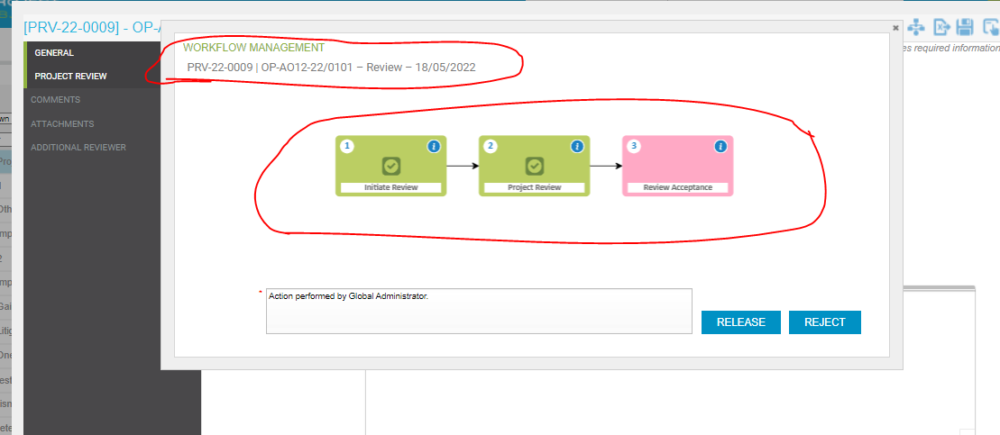 [PRV-22-0009] - OP-A
GENERAL
PROJECT REVIEW
COMMENTS
ATTACHMENTS
ADDITIONAL REVIEWER
WORKFLOW MANAGEMENT
PRV-22-0009 | OP-AO12-22/0101 – Review – 18/05/2022
1
Initiate Review
2
Project Review
3
Review Acceptance
* Action performed by Global Administrator.
RELEASE
REJECT
es required information